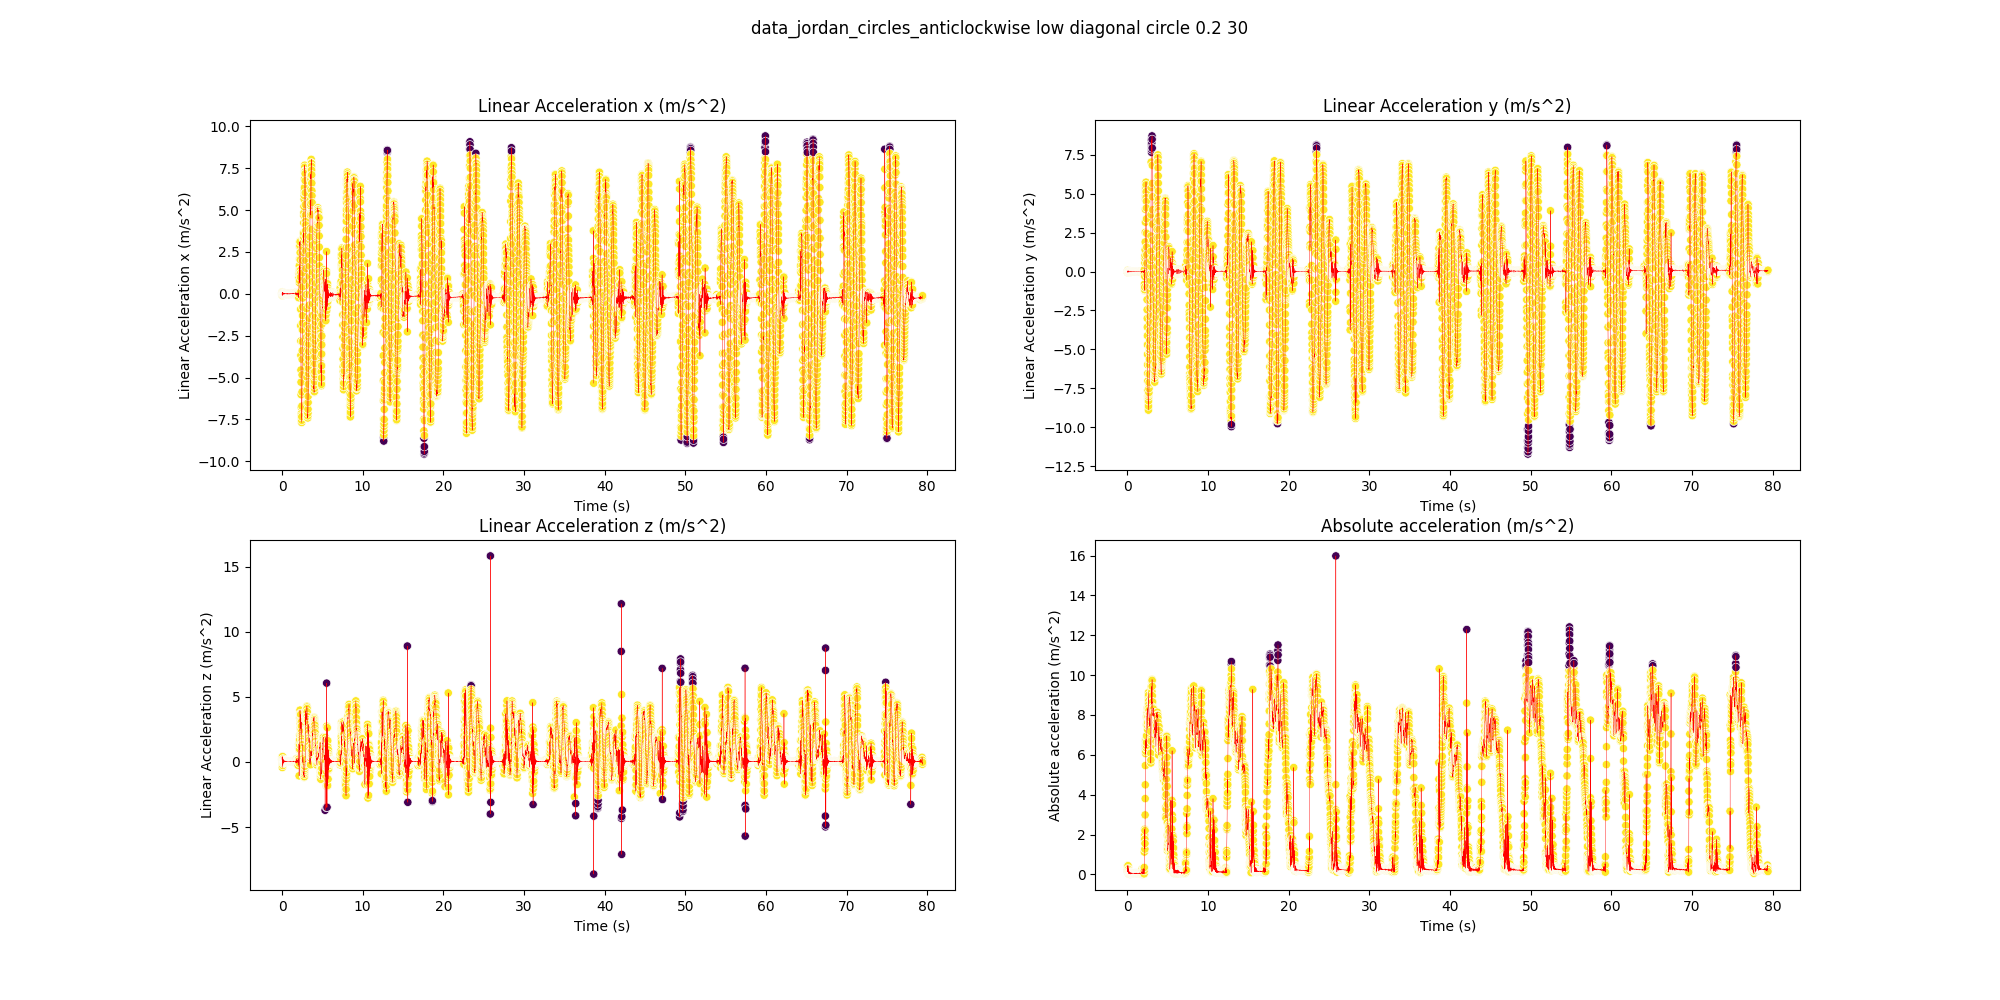 data_jordan_circles_anticlockwise low diagonal circle 0.2 30
Linear Acceleration x (m/s^2)
Linear Acceleration x (m/s^2)
10.0
7.5
5.0
2.5
0.0
−2.5
−5.0
−7.5
−10.0
0 10 20 30 40 50 60 70 80
Time (s)
Linear Acceleration y (m/s^2)
Linear Acceleration y (m/s^2)
7.5
5.0
2.5
0.0
−2.5
−5.0
−7.5
−10.0
−12.5
0 10 20 30 40 50 60 70 80
Time (s)
Linear Acceleration z (m/s^2)
Linear Acceleration z (m/s^2)
15
10
5
0
−5
0 10 20 30 40 50 60 70 80
Time (s)
Absolute acceleration (m/s^2)
Absolute acceleration (m/s^2)
16
14
12
10
8
6
4
2
0
0 10 20 30 40 50 60 70 80
Time (s)